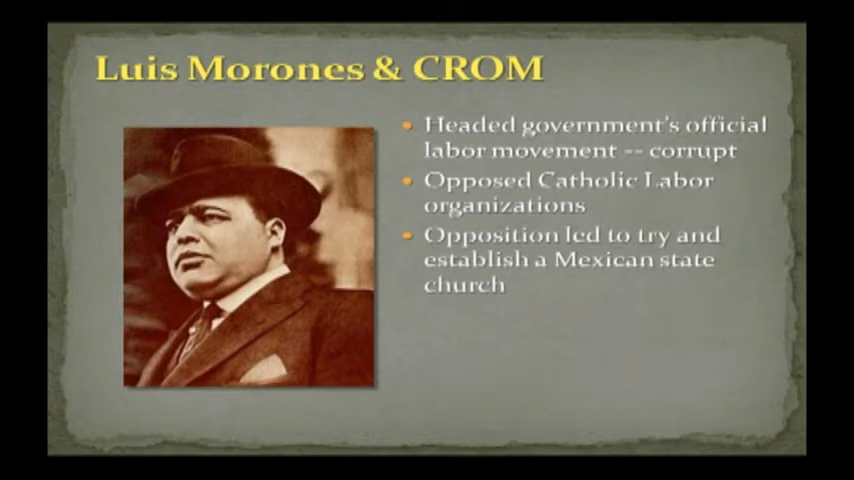 Luis Morones & CROM
Headed government's official
labor movement -- corrupt
Opposed Catholic Labor
organizations
Opposition led to try and
establish a Mexican state
church